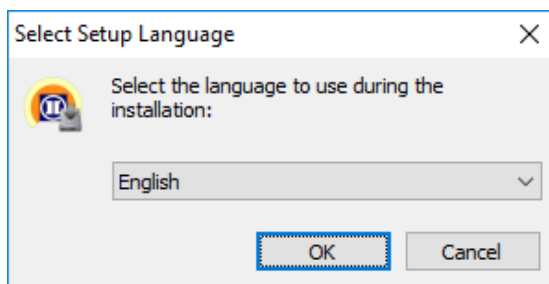 Select Setup Language
Select the language to use during the
installation:
English
OK
Cancel